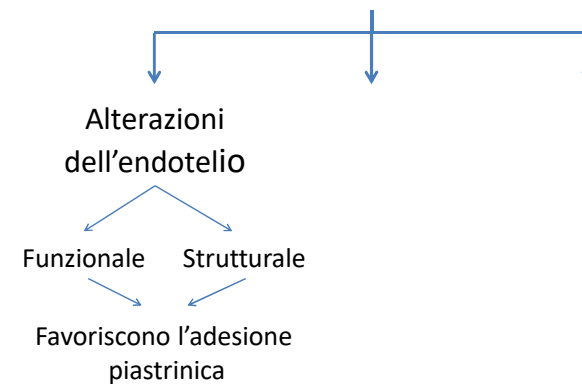 Alterazioni
dell’endotelio
Funzionale Strutturale
Favoriscono l’adesione
piastrinica